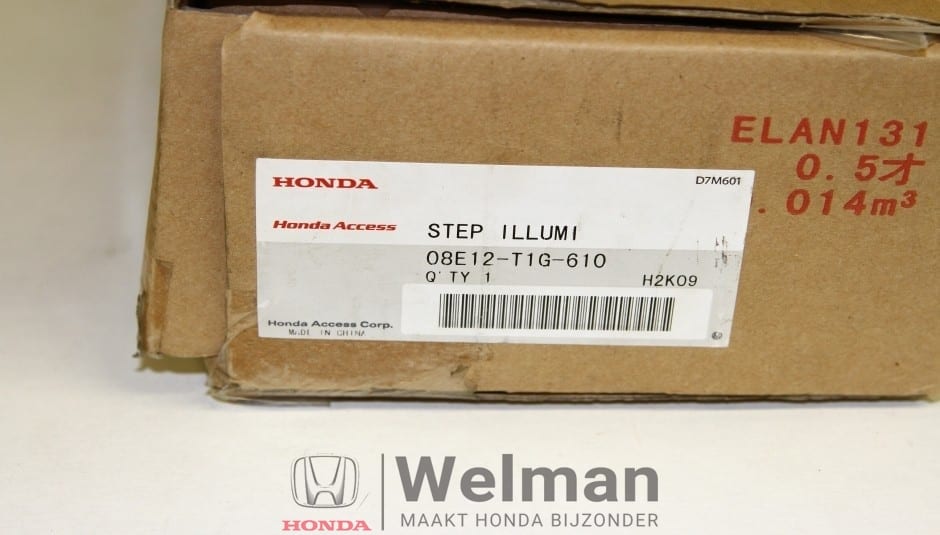 ELAN131
0.5才
.014m³
HONDA
D7M601
Honda Access
STEP ILLUMI
08E12-T1G-610
Q'TY 1
H2K09
Honda Access Corp.
MADE IN CHINA
HONDA
Welman
MAAKT HONDA BIJZONDER